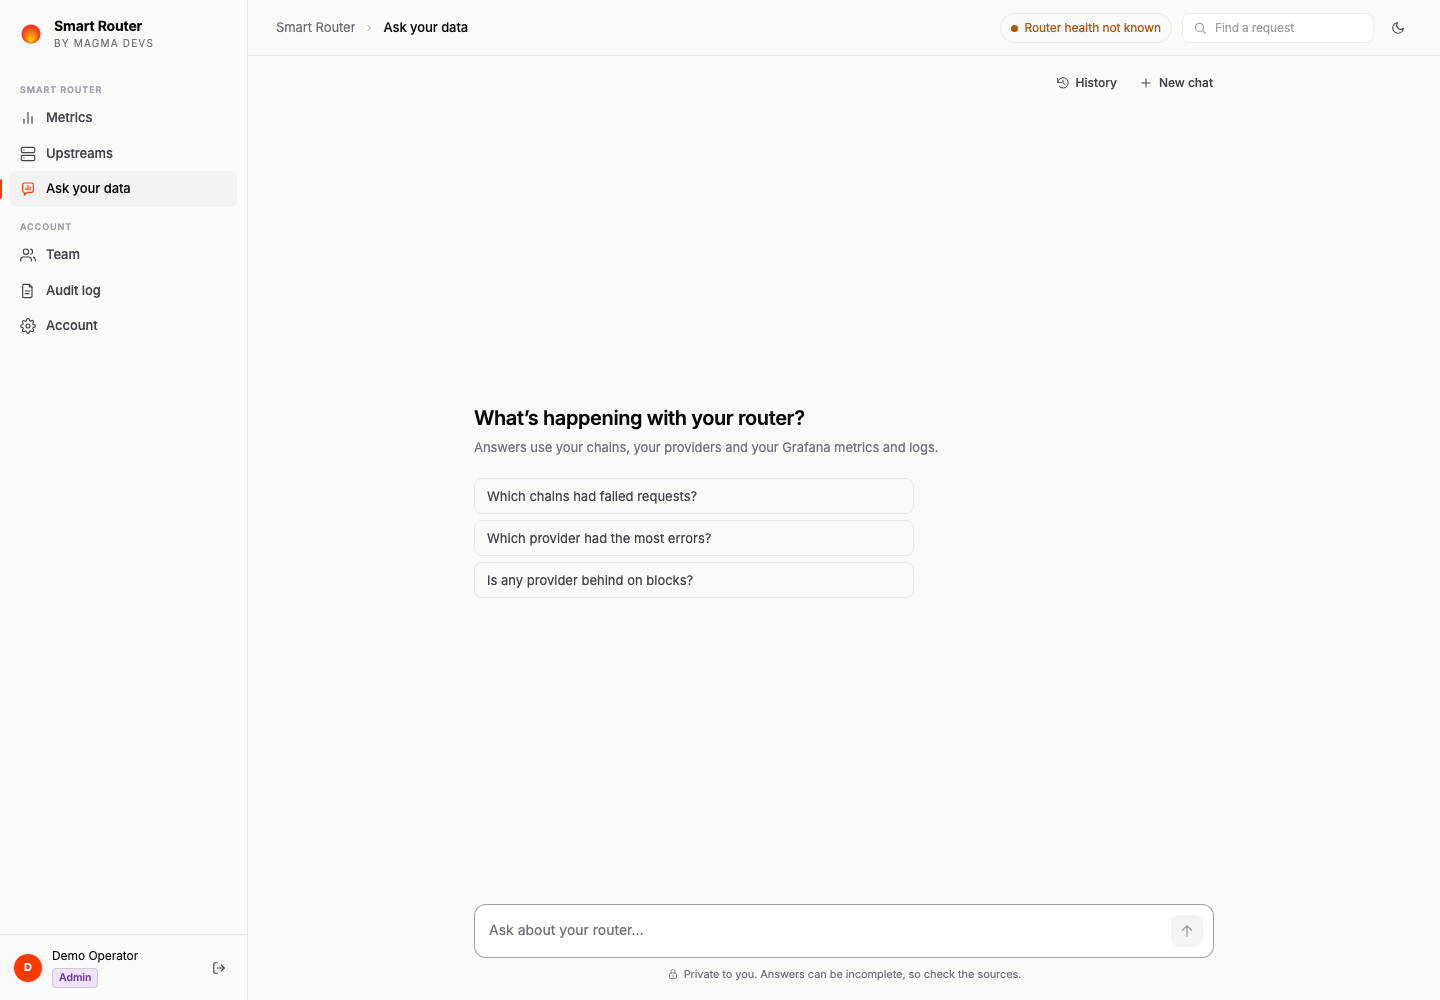 Smart Router
BY MAGMA DEVS
SMART ROUTER
Metrics
Upstreams
Ask your data
ACCOUNT
Team
Audit log
Account
Demo Operator
D
Admin
Smart Router › Ask your data
Router health not known
Find a request
History
New chat
What’s happening with your router?
Answers use your chains, your providers and your Grafana metrics and logs.
Which chains had failed requests?
Which provider had the most errors?
Is any provider behind on blocks?
Ask about your router...
Private to you. Answers can be incomplete, so check the sources.